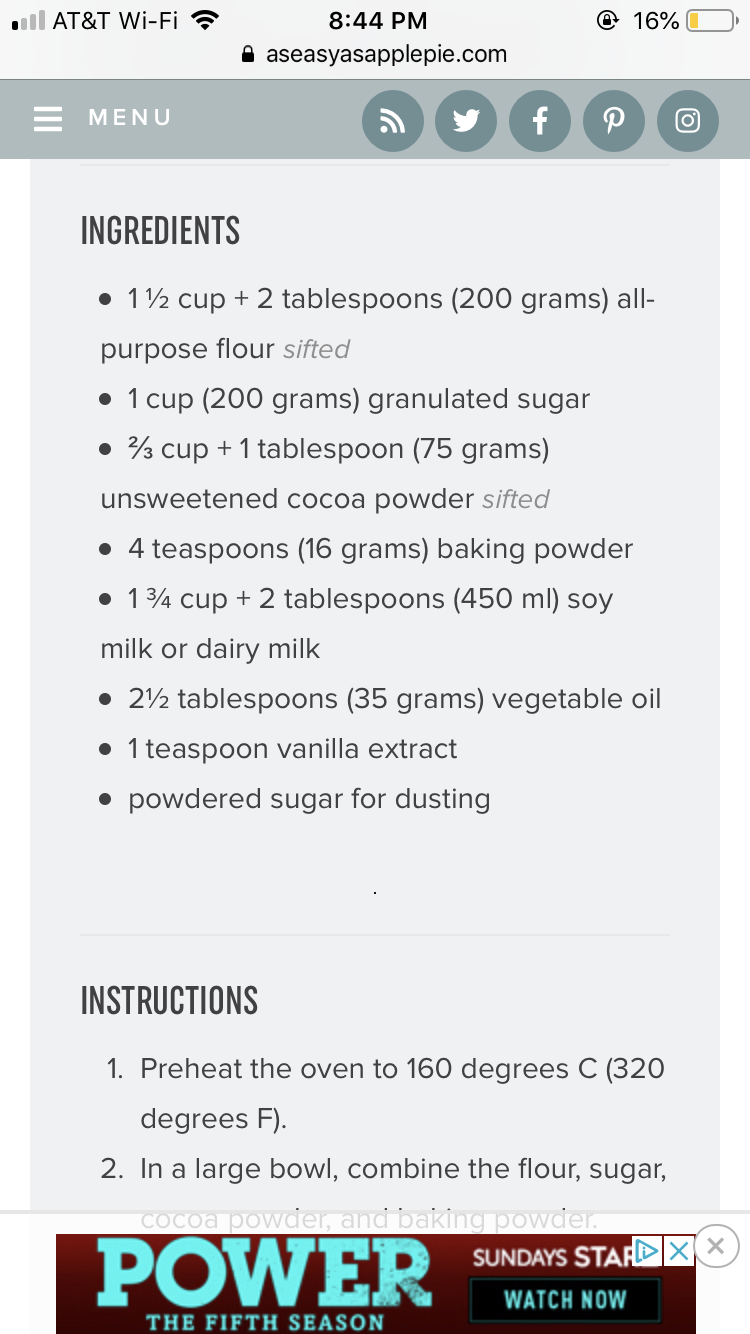 AT&T Wi-Fi 8:44 PM 16%
aseasyasapplepie.com
MENU
INGREDIENTS
• 1 ½ cup + 2 tablespoons (200 grams) all-
purpose flour sifted
• 1 cup (200 grams) granulated sugar
• ⅔ cup + 1 tablespoon (75 grams)
unsweetened cocoa powder sifted
• 4 teaspoons (16 grams) baking powder
• 1 ¾ cup + 2 tablespoons (450 ml) soy
milk or dairy milk
• 2½ tablespoons (35 grams) vegetable oil
• 1 teaspoon vanilla extract
• powdered sugar for dusting
.
INSTRUCTIONS
1. Preheat the oven to 160 degrees C (320
degrees F).
2. In a large bowl, combine the flour, sugar,
cocoa powder, and baking powder.
POWER
THE FIFTH SEASON
SUNDAYS
WATCH NOW